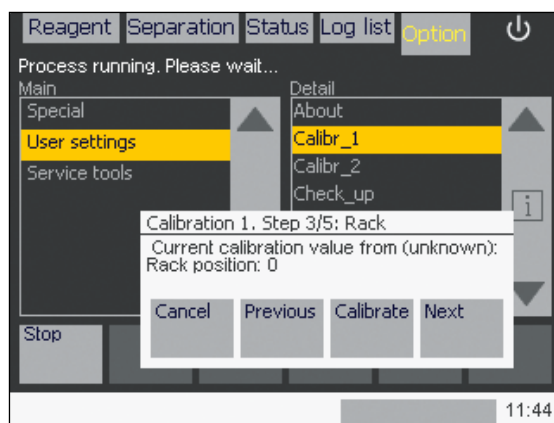 Reagent Separation Status Log list Option
Process running. Please wait...
Main Detail
Special About
User settings Calibr_1
Service tools Calibr_2
Check_up
i
Calibration 1. Step 3/5: Rack
Current calibration value from (unknown):
Rack position: 0
Cancel Previous Calibrate Next
Stop
11:44